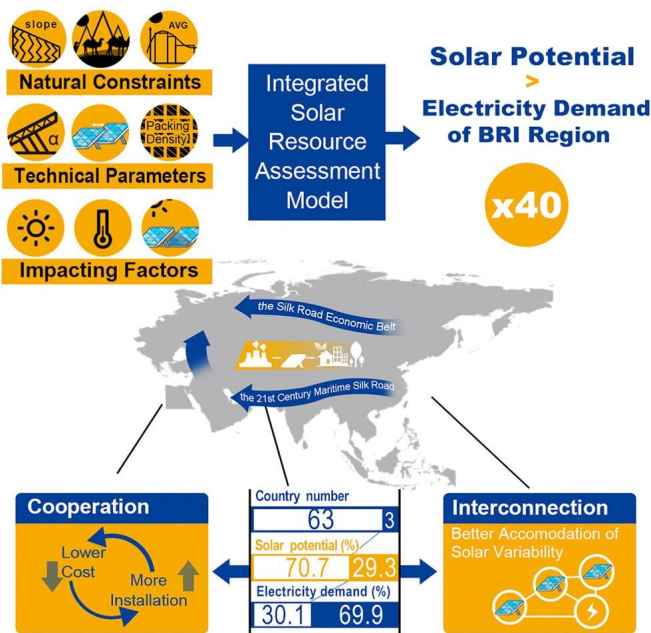 slope
AVG
Natural Constraints
α
Packing
Density
Technical Parameters
Impacting Factors
Integrated
Solar
Resource
Assessment
Model
Solar Potential
>
Electricity Demand
of BRI Region
x40
the Silk Road Economic Belt
the 21st Century Maritime Silk Road
Cooperation
Lower
Cost
More
Installation
Country number
63 3
Solar potential (%)
70.7 29.3
Electricity demand (%)
30.1 69.9
Interconnection
Better Accomodation of
Solar Variability